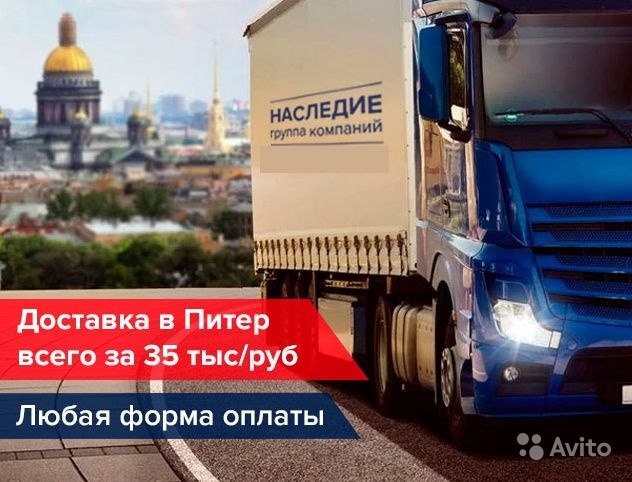 НАСЛЕДИЕ
группа компаний
Доставка в Питер
всего за 35 тыс/руб
Любая форма оплаты
Avito